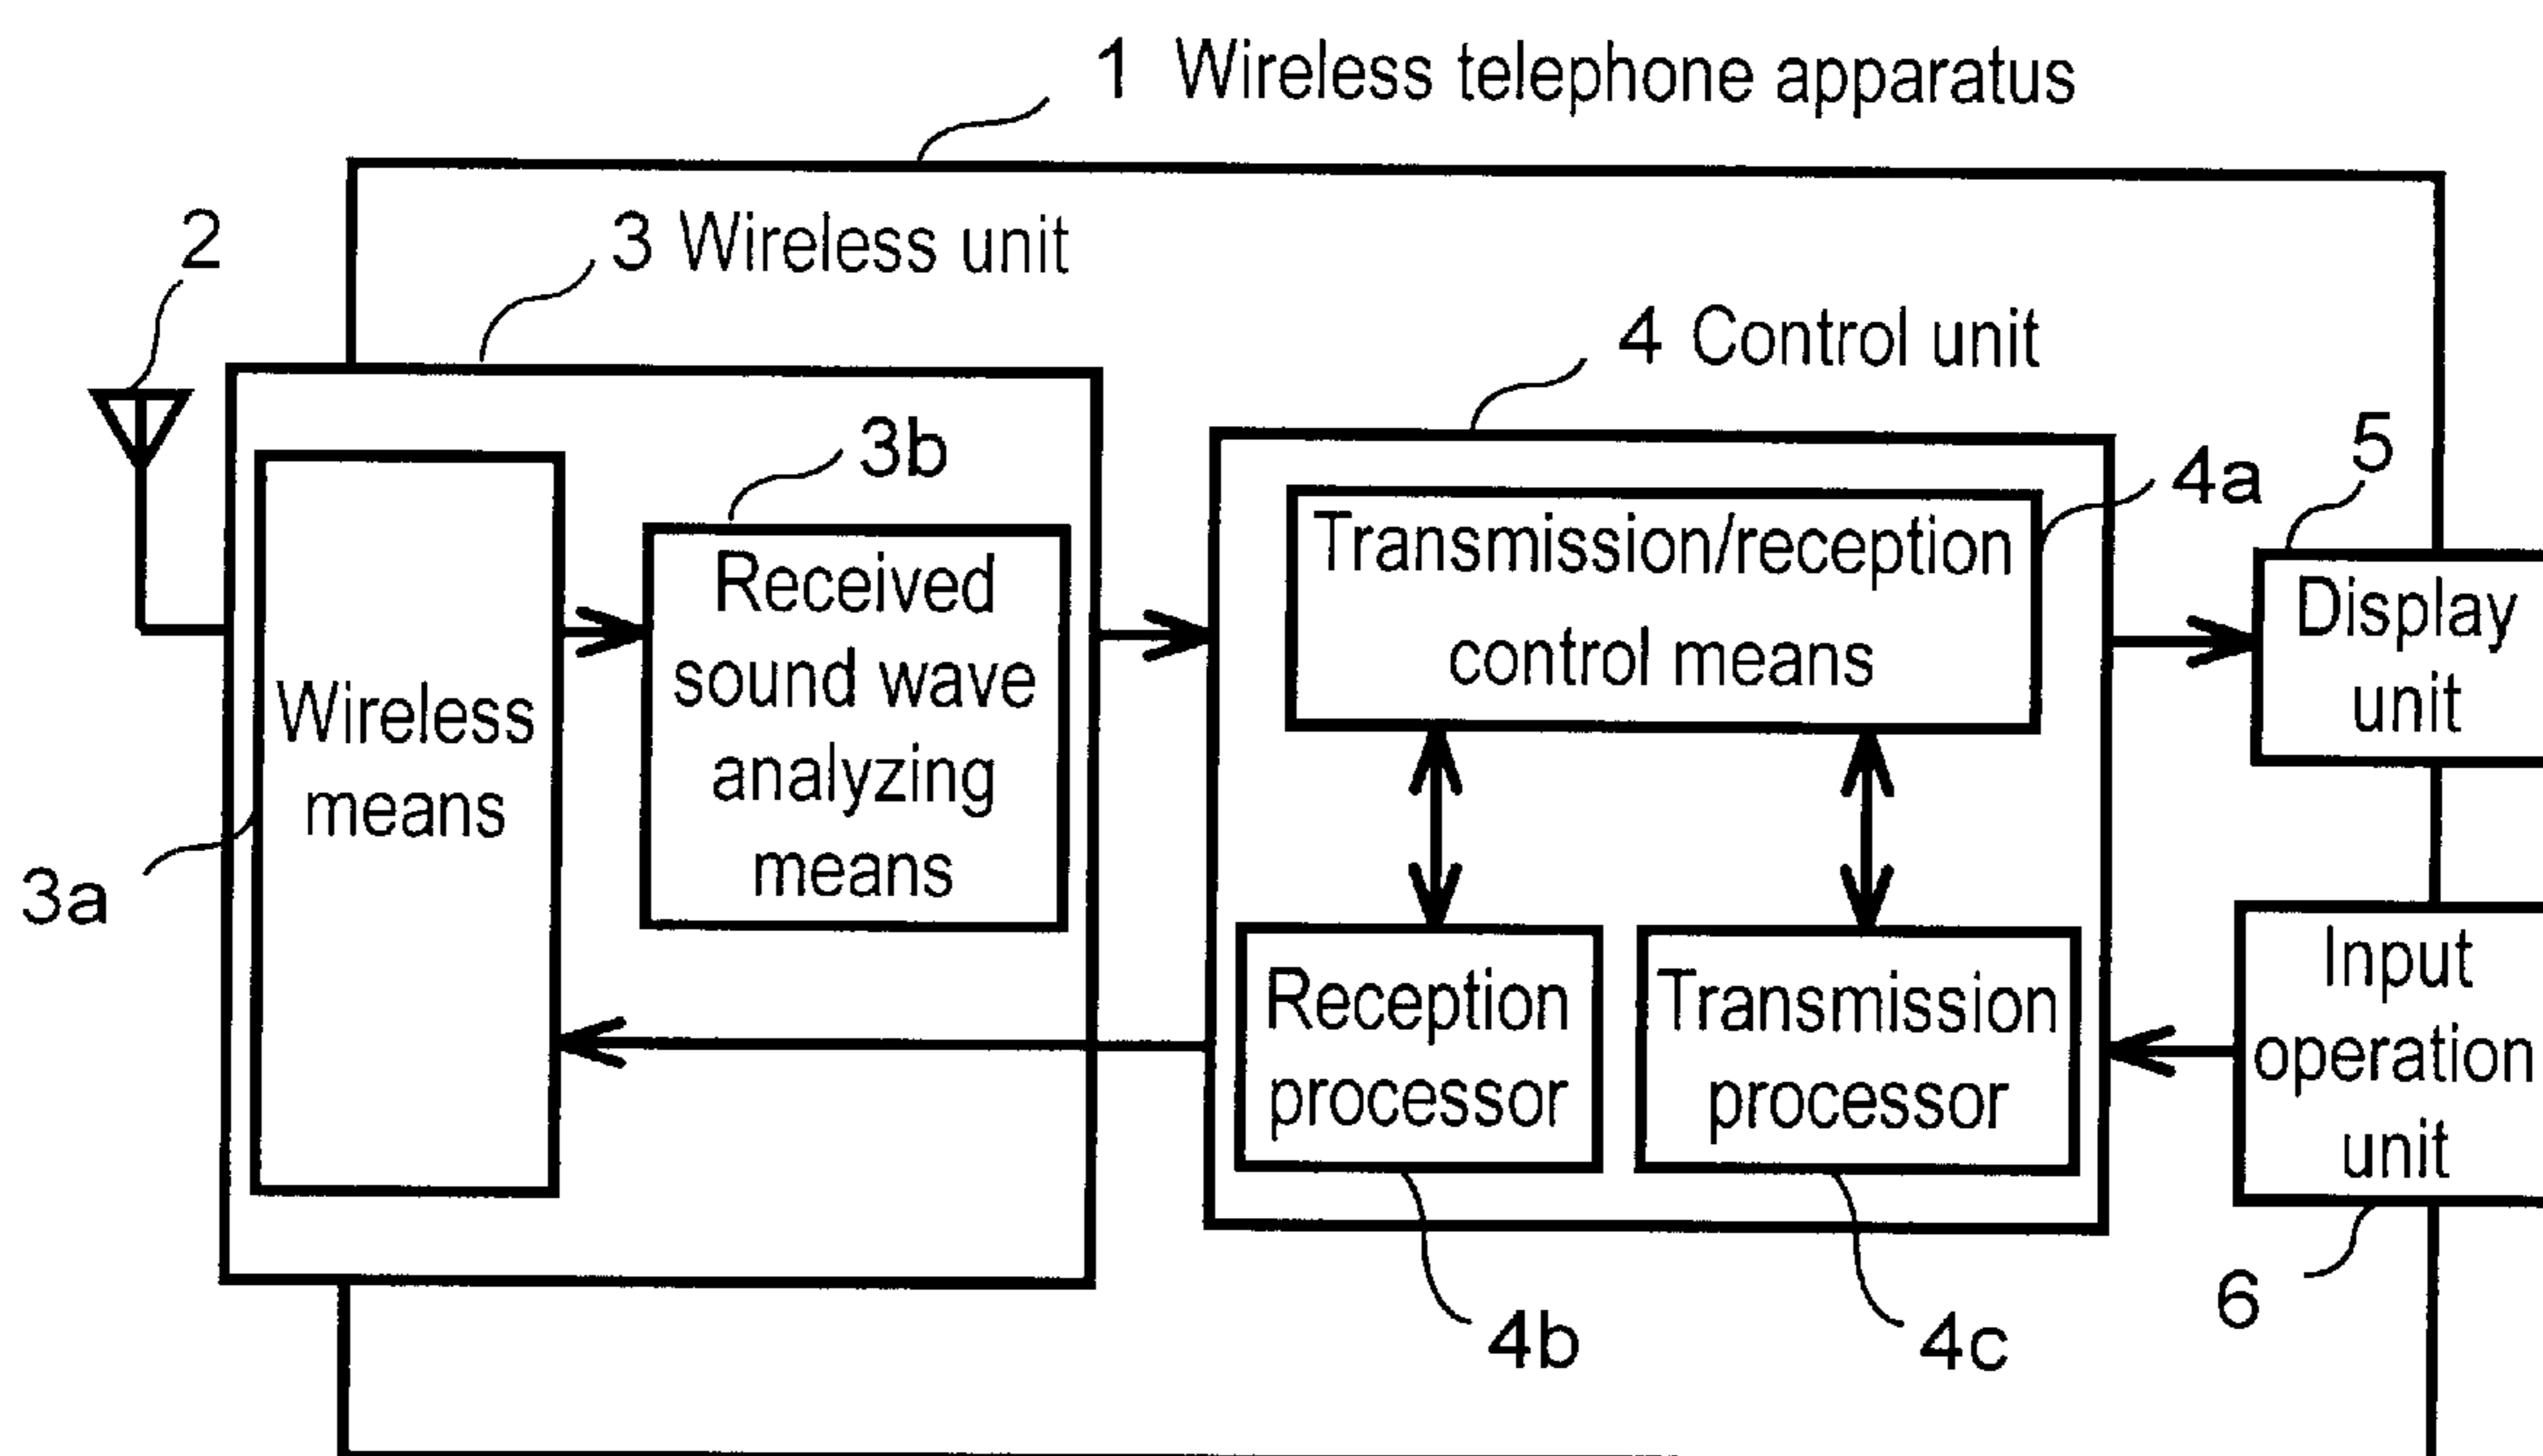 1 Wireless telephone apparatus
2
3 Wireless unit
4 Control unit
3b
5
4a
Transmission/reception
control means
Received
sound wave
analyzing
means
Display
unit
Wireless
means
3a
Reception
processor
Transmission
processor
Input
operation
unit
6
4b
4c